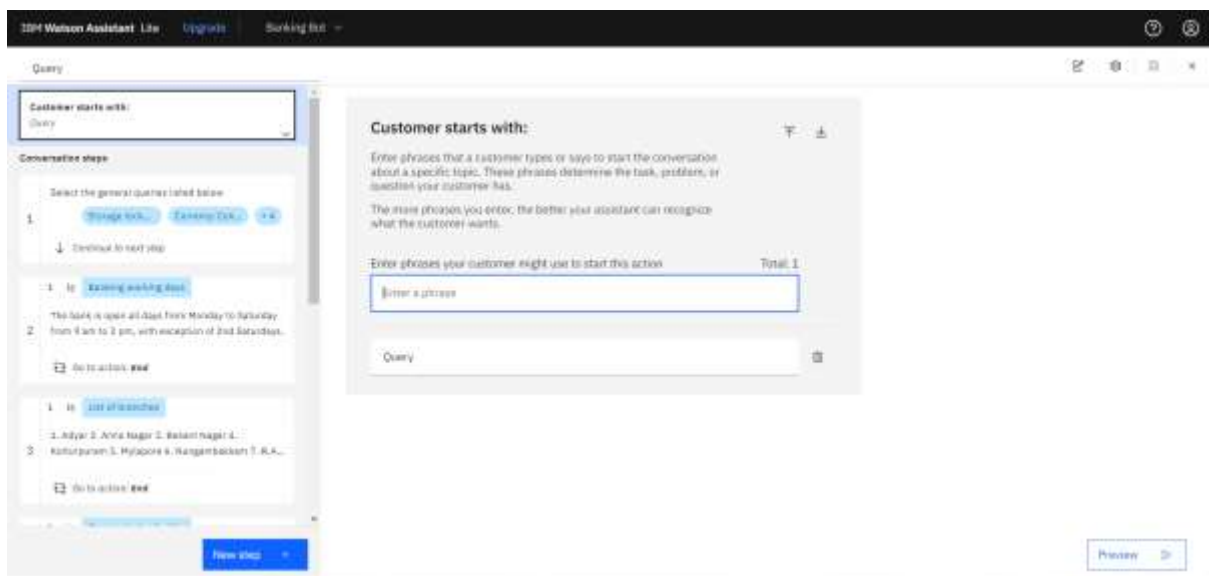 IBM Watson Assistant Lite Upgrade Banking Bot
Query
Customer starts with:
Query
Conversation steps
1
Select the general queries listed below
Storage lock... Currency Con... +4
Continue to next step
2
1 is Banking working days
The bank is open all days from Monday to Saturday
from 9 am to 3 pm, with exception of 2nd Saturdays.
Go to action: End
3
1 is List of branches
1. Adyar 2. Anna Nagar 3. Besant Nagar 4.
Kotturpuram 5. Mylapore 6. Nungambakkam 7. R.A...
Go to action: End
New step
Customer starts with:
Enter phrases that a customer types or says to start the conversation
about a specific topic. These phrases determine the task, problem, or
question your customer has.
The more phrases you enter, the better your assistant can recognize
what the customer wants.
Enter phrases your customer might use to start this action Total: 1
Enter a phrase
Query
Preview